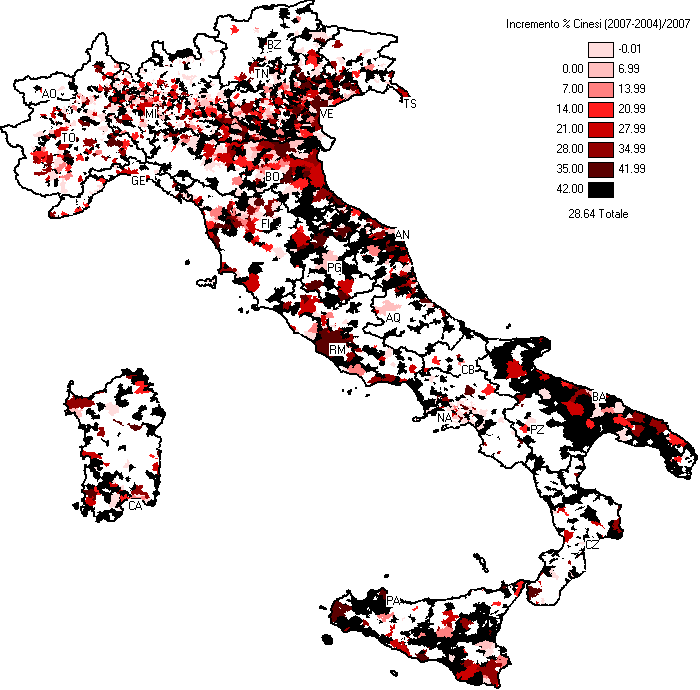 Incremento % Cinesi (2007-2004)/2007
-0.01
0.00 6.99
7.00 13.99
14.00 20.99
21.00 27.99
28.00 34.99
35.00 41.99
42.00
28.64 Totale
BZ
TN
AO
MI
VE
TS
TO
GE
BO
FI
AN
PG
AQ
RM
CB
BA
NA
PZ
CA
CZ
PA